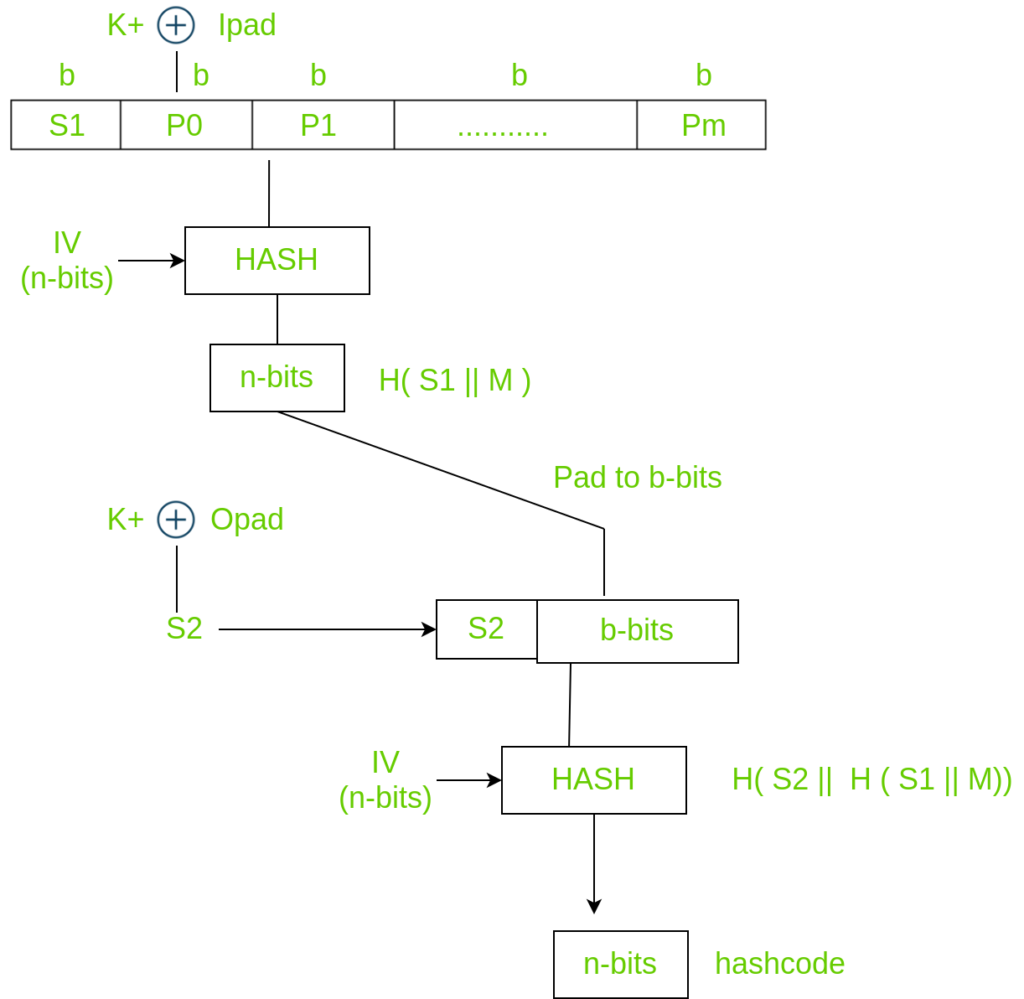 K+ ⊕ Ipad
b b b b b
S1 P0 P1 ........... Pm
IV
(n-bits)
HASH
n-bits
H( S1 || M )
Pad to b-bits
K+ ⊕ Opad
S2
S2 b-bits
IV
(n-bits)
HASH
H( S2 || H ( S1 || M))
n-bits
hashcode